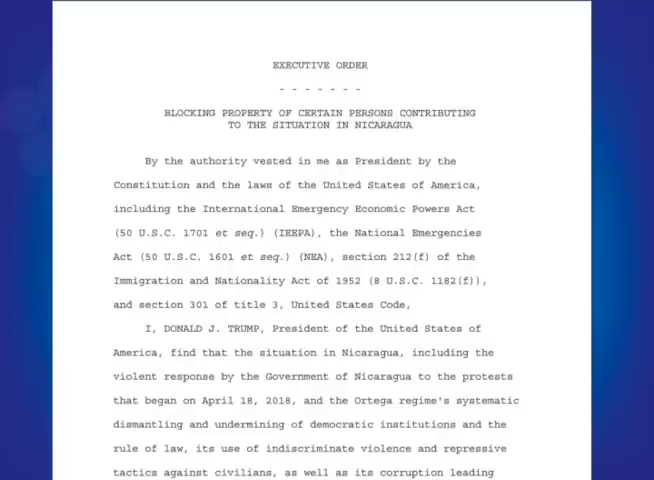 EXECUTIVE ORDER
- - - - - - -
BLOCKING PROPERTY OF CERTAIN PERSONS CONTRIBUTING
TO THE SITUATION IN NICARAGUA
By the authority vested in me as President by the
Constitution and the laws of the United States of America,
including the International Emergency Economic Powers Act
(50 U.S.C. 1701 et seq.) (IEEPA), the National Emergencies
Act (50 U.S.C. 1601 et seq.) (NEA), section 212(f) of the
Immigration and Nationality Act of 1952 (8 U.S.C. 1182(f)),
and section 301 of title 3, United States Code,
I, DONALD J. TRUMP, President of the United States of
America, find that the situation in Nicaragua, including the
violent response by the Government of Nicaragua to the protests
that began on April 18, 2018, and the Ortega regime's systematic
dismantling and undermining of democratic institutions and the
rule of law, its use of indiscriminate violence and repressive
tactics against civilians, as well as its corruption leading